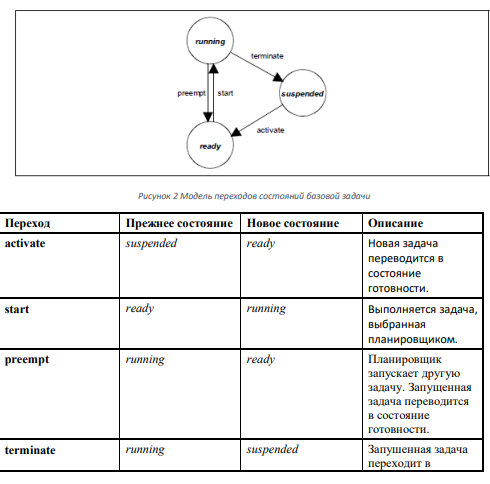 running
terminate
preempt
start
suspended
activate
ready
Рисунок 2 Модель переходов состояний базовой задачи
Переход Прежнее состояние Новое состояние Описание
activate suspended ready Новая задача
переводится в
состояние
готовности.
start ready running Выполняется задача,
выбранная
планировщиком.
preempt running ready Планировщик
запускает другую
задачу. Запущенная
задача переводится
в состояние
готовности.
terminate running suspended Запушенная задача
переходит в